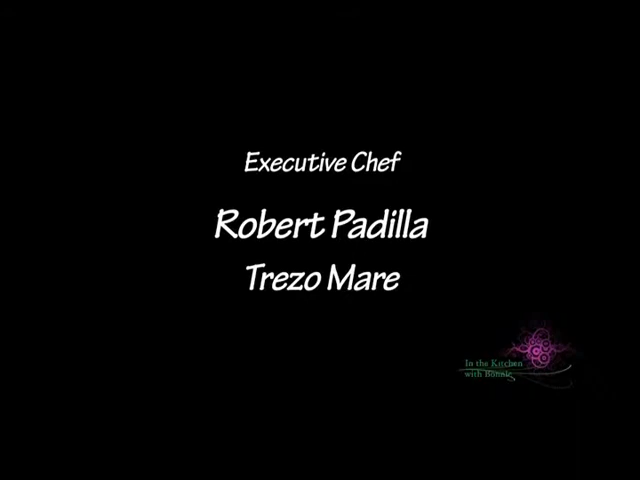 Executive Chef
Robert Padilla
Trezo Mare
In the Kitchen
with Bonnie